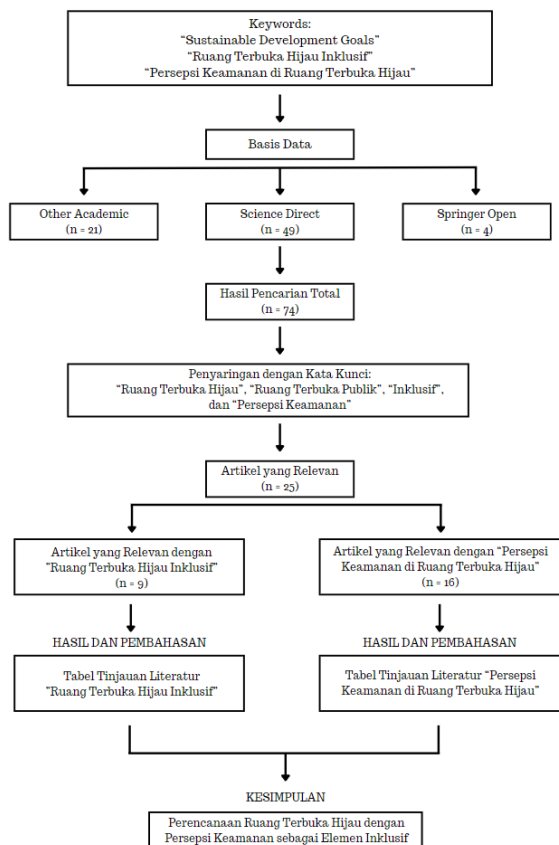 Keywords:
“Sustainable Development Goals”
“Ruang Terbuka Hijau Inklusif”
“Persepsi Keamanan di Ruang Terbuka Hijau”
Basis Data
Other Academic
(n = 21)
Science Direct
(n = 49)
Springer Open
(n = 4)
Hasil Pencarian Total
(n = 74)
Penyaringan dengan Kata Kunci:
“Ruang Terbuka Hijau”, “Ruang Terbuka Publik”, “Inklusif”,
dan “Persepsi Keamanan”
Artikel yang Relevan
(n = 25)
Artikel yang Relevan dengan
"Ruang Terbuka Hijau Inklusif”
(n = 9)
Artikel yang Relevan dengan “Persepsi
Keamanan di Ruang Terbuka Hijau”
(n = 16)
HASIL DAN PEMBAHASAN
Tabel Tinjauan Literatur
"Ruang Terbuka Hijau Inklusif”
HASIL DAN PEMBAHASAN
Tabel Tinjauan Literatur “Persepsi
Keamanan di Ruang Terbuka Hijau”
KESIMPULAN
Perencanaan Ruang Terbuka Hijau dengan
Persepsi Keamanan sebagai Elemen Inklusif